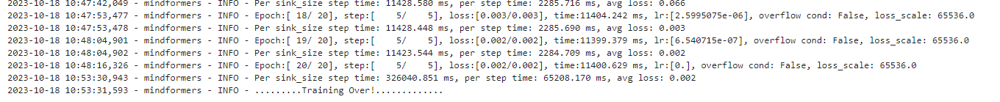 2023-10-18 10:47:42,049 - mindformers - INFO - Per sink_size step time: 11428.580 ms, per step time: 2285.716 ms, avg loss: 0.066
2023-10-18 10:47:53,477 - mindformers - INFO - Epoch:[ 18/ 20], step:[    5/    5], loss:[0.003/0.003], time:11404.242 ms, lr:[2.5995075e-06], overflow cond: False, loss_scale: 65536.0
2023-10-18 10:47:53,478 - mindformers - INFO - Per sink_size step time: 11428.448 ms, per step time: 2285.690 ms, avg loss: 0.003
2023-10-18 10:48:04,901 - mindformers - INFO - Epoch:[ 19/ 20], step:[    5/    5], loss:[0.002/0.002], time:11399.379 ms, lr:[6.540715e-07], overflow cond: False, loss_scale: 65536.0
2023-10-18 10:48:04,902 - mindformers - INFO - Per sink_size step time: 11423.544 ms, per step time: 2284.709 ms, avg loss: 0.002
2023-10-18 10:48:16,326 - mindformers - INFO - Epoch:[ 20/ 20], step:[    5/    5], loss:[0.002/0.002], time:11400.629 ms, lr:[0.], overflow cond: False, loss_scale: 65536.0
2023-10-18 10:53:30,943 - mindformers - INFO - Per sink_size step time: 326040.851 ms, per step time: 65208.170 ms, avg loss: 0.002
2023-10-18 10:53:31,593 - mindformers - INFO - .........Training Over!.............